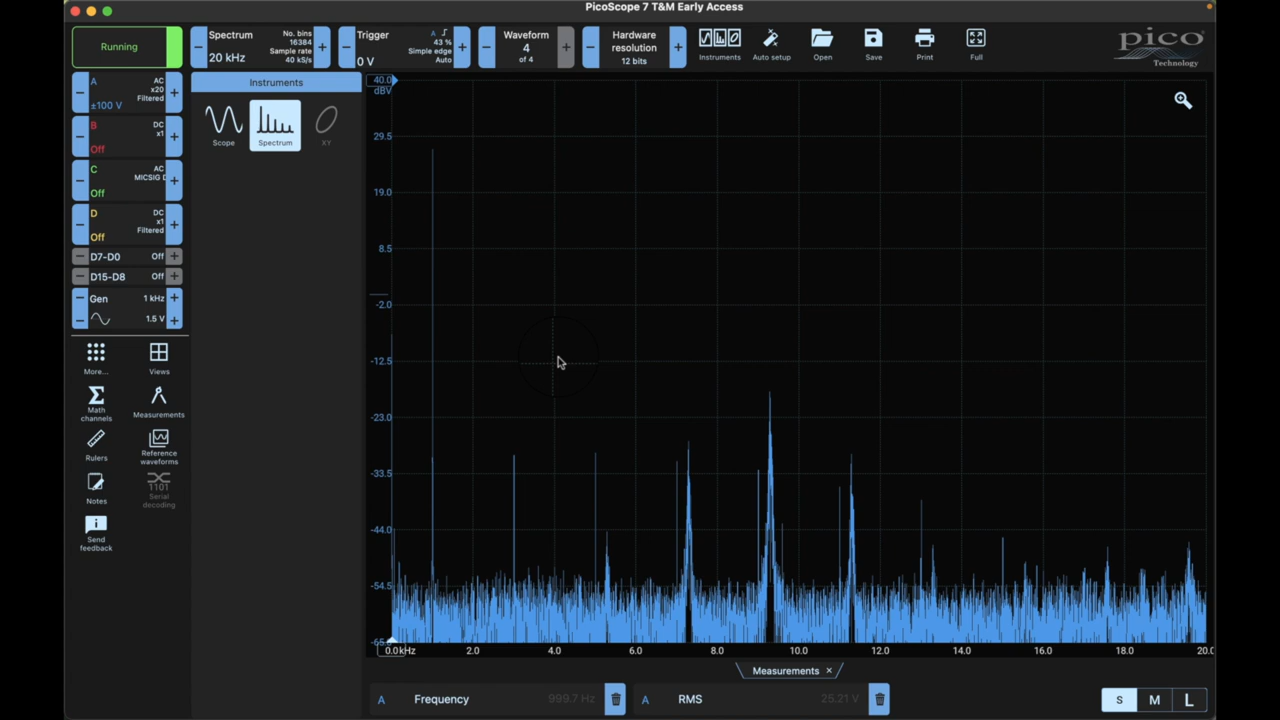 PicoScope 7 T&M Early Access
Running
Spectrum
20 kHz
No. bins
16384
Sample rate
40 kS/s
Trigger
0 V
A
43 %
Simple edge
Auto
Waveform
4
of 4
Hardware
resolution
12 bits
Instruments
Auto setup
Open
Save
Print
Full
pico
Technology
A
±100 V
AC
x20
Filtered
B
Off
DC
x1
C
Off
AC
MICSIG
D
Off
DC
x1
Filtered
D7-D0 Off
D15-D8 Off
Gen 1 kHz
1.5 V
More...
Views
Math
channels
Measurements
Rulers
Reference
waveforms
Notes
1101
Serial
decoding
Send
feedback
Instruments
Scope
Spectrum
XY
40.0
dBV
29.5
19.0
8.5
-2.0
-12.5
-23.0
-33.5
-44.0
-54.5
0.0kHz 2.0 4.0 6.0 8.0 10.0 12.0 14.0 16.0 18.0 20.0
Measurements ×
A Frequency 999.7 Hz
A RMS 25.21 V
S M L